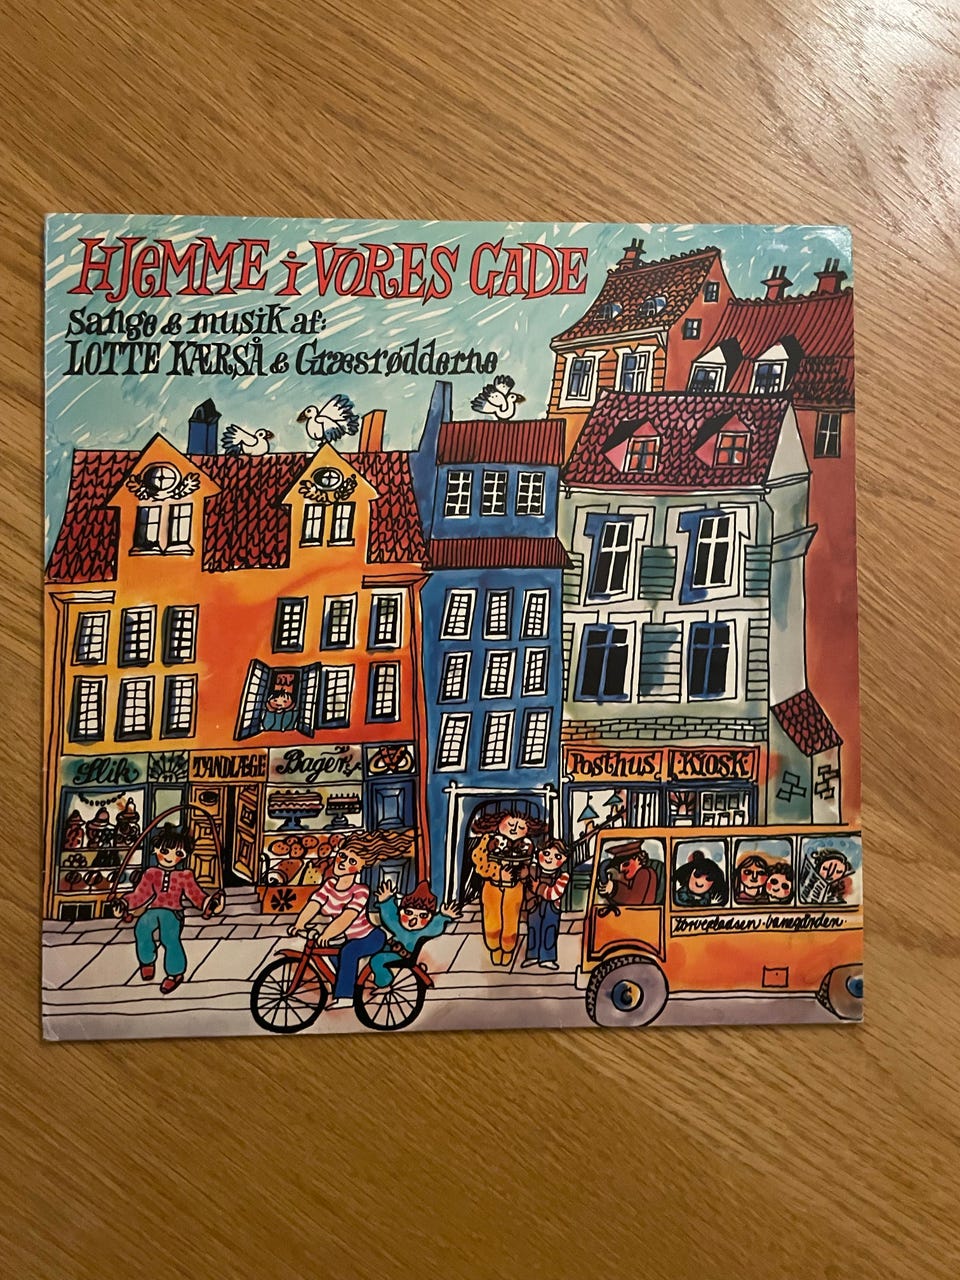 HJEMME i VORES GADE
Sange & musik af:
LOTTE KÆRSÅ & Græsrødderne
Slik
TANDLÆGE
Bager
Posthus
KIOSK
torvepladsen · banegården ·